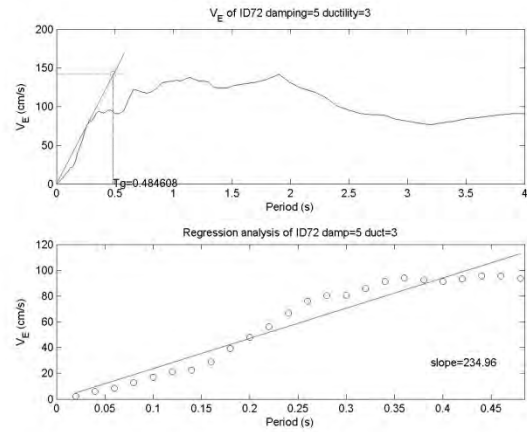 V_E of ID72 damping=5 ductility=3
200
150
100
50
0
V_E (cm/s)
Tg=0.484608
0 0.5 1 1.5 2 2.5 3 3.5 4
Period (s)
Regression analysis of ID72 damp=5 duct=3
120
100
80
60
40
20
0
V_E (cm/s)
slope=234.96
0 0.05 0.1 0.15 0.2 0.25 0.3 0.35 0.4 0.45
Period (s)